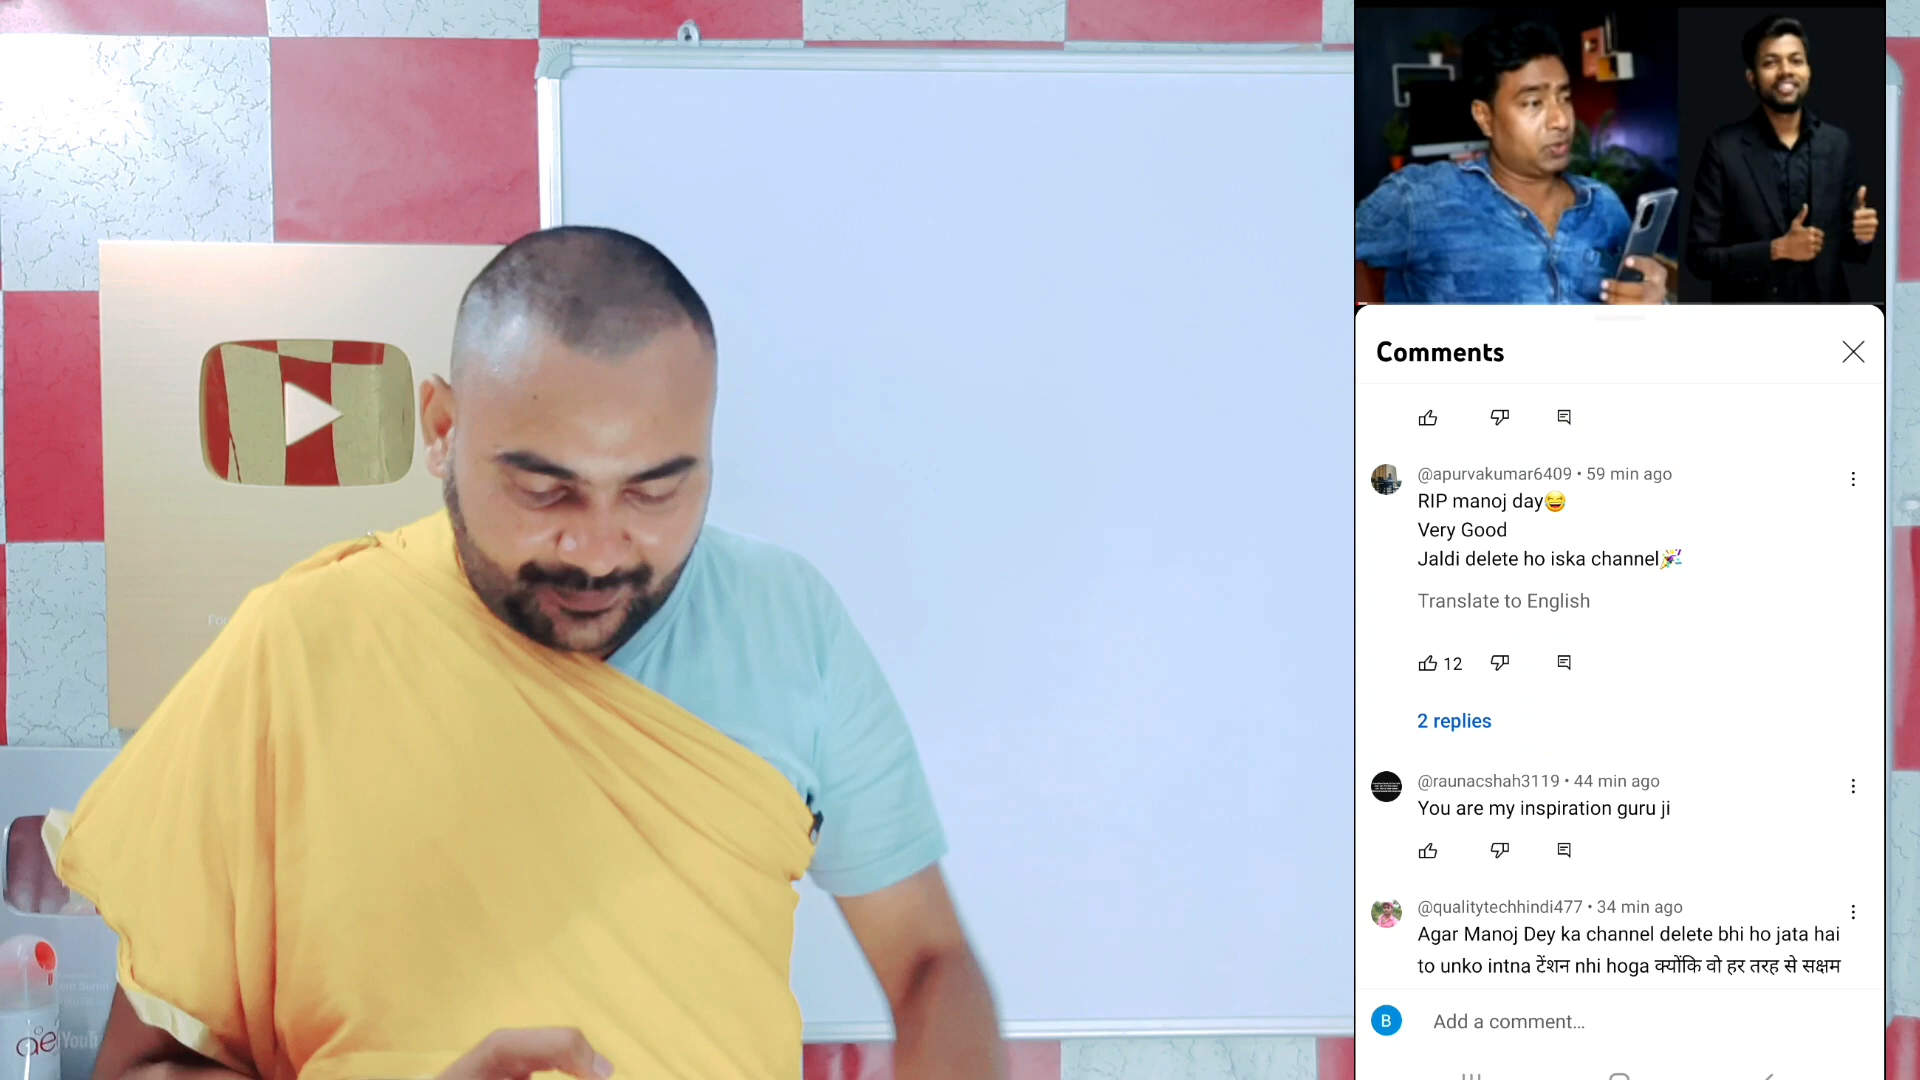 Comments
@apurvakumar6409 • 59 min ago
RIP manoj day😆
Very Good
Jaldi delete ho iska channel🎉
Translate to English
12
2 replies
@raunacshah3119 • 44 min ago
You are my inspiration guru ji
@qualitytechhindi477 • 34 min ago
Agar Manoj Dey ka channel delete bhi ho jata hai
to unko intna टेंशन nhi hoga क्योंकि वो हर तरह से सक्षम
B
Add a comment...
For
ae
YouTu